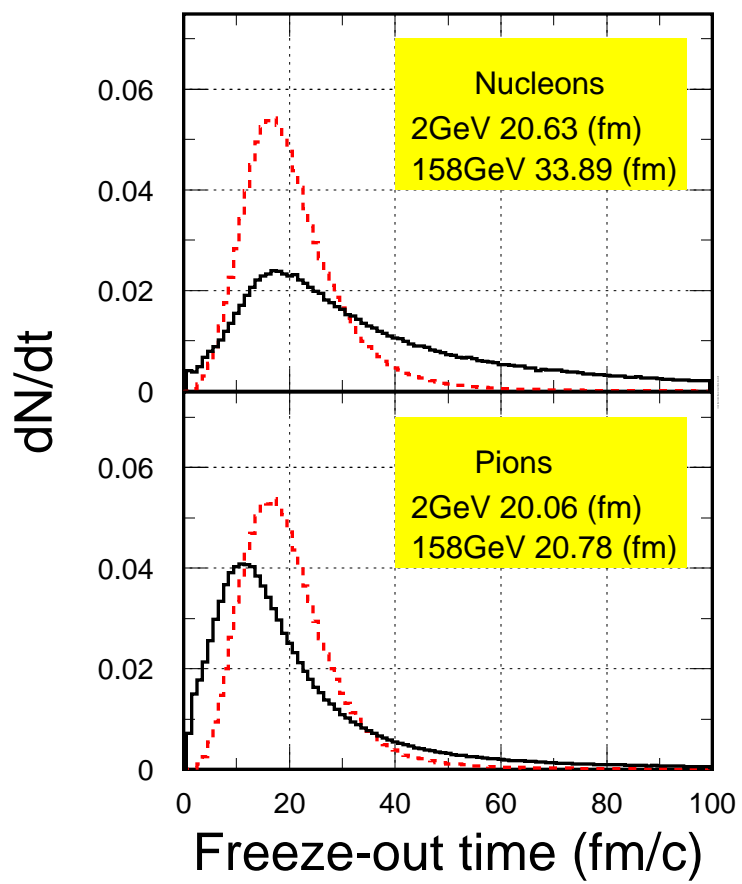 Nucleons
2GeV 20.63 (fm)
158GeV 33.89 (fm)
0.06
0.04
0.02
0
dN/dt
Pions
2GeV 20.06 (fm)
158GeV 20.78 (fm)
0.06
0.04
0.02
0
0 20 40 60 80 100
Freeze-out time (fm/c)